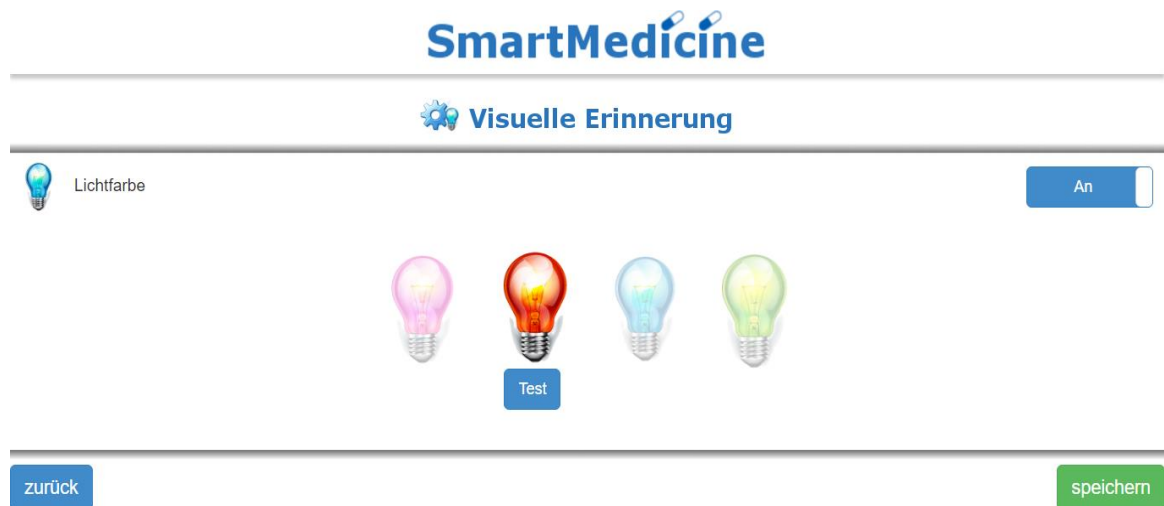 SmartMedicine
Visuelle Erinnerung
Lichtfarbe
An
Test
zurück
speichern